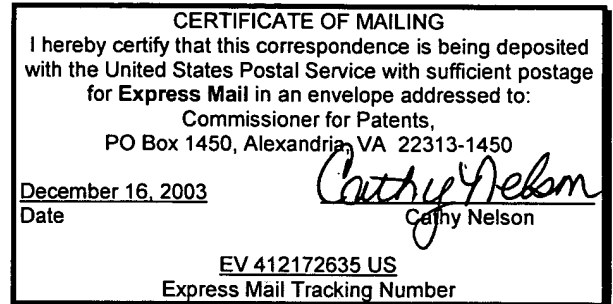 CERTIFICATE OF MAILING
I hereby certify that this correspondence is being deposited
with the United States Postal Service with sufficient postage
for Express Mail in an envelope addressed to:
Commissioner for Patents,
PO Box 1450, Alexandria, VA 22313-1450
December 16, 2003 Cathy Nelson
Date Cathy Nelson
EV 412172635 US
Express Mail Tracking Number